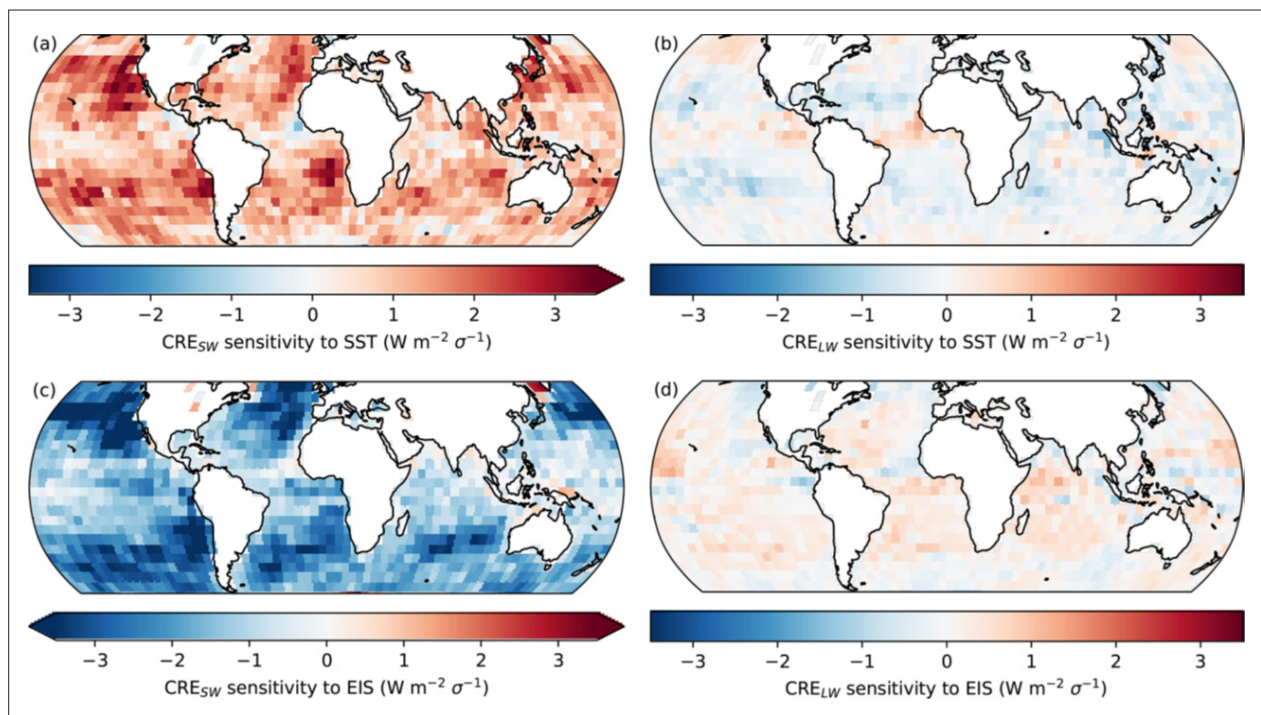 (a)
(b)
−3 −2 −1 0 1 2 3
CRE_SW sensitivity to SST (W m⁻² σ⁻¹)
−3 −2 −1 0 1 2 3
CRE_LW sensitivity to SST (W m⁻² σ⁻¹)
(c)
(d)
−3 −2 −1 0 1 2 3
CRE_SW sensitivity to EIS (W m⁻² σ⁻¹)
−3 −2 −1 0 1 2 3
CRE_LW sensitivity to EIS (W m⁻² σ⁻¹)